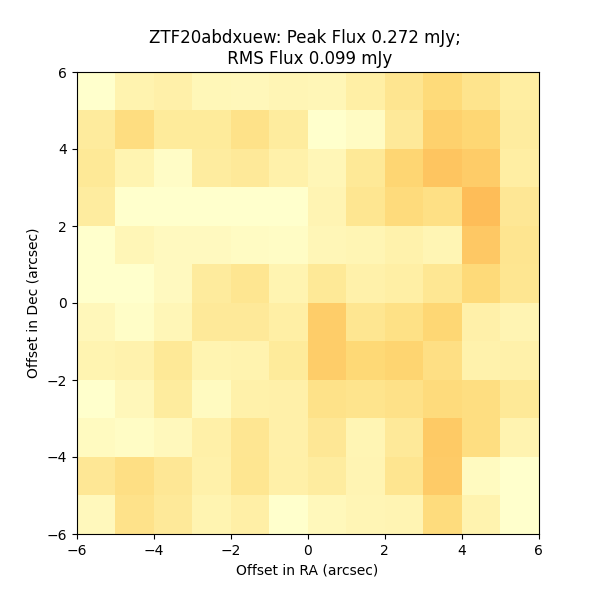 ZTF20abdxuew: Peak Flux 0.272 mJy;
RMS Flux 0.099 mJy
6
4
2
0
−2
−4
−6
Offset in Dec (arcsec)
−6 −4 −2 0 2 4 6
Offset in RA (arcsec)